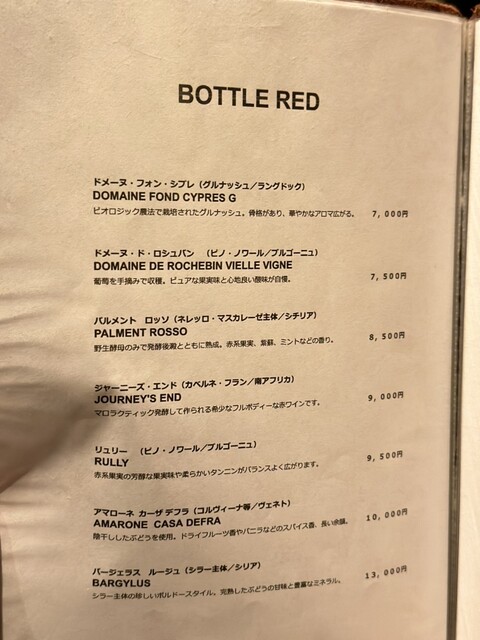 BOTTLE RED
ドメーヌ・フォン・シプレ（グルナッシュ／ラングドック）
DOMAINE FOND CYPRES G
ビオロジック農法で栽培されたグルナッシュ。骨格があり、華やかなアロマ広がる。 7,000円
ドメーヌ・ド・ロシュバン （ピノ・ノワール／ブルゴーニュ）
DOMAINE DE ROCHEBIN VIELLE VIGNE
葡萄を手摘みで収穫。ピュアな果実味と心地良い酸味が自慢。 7,500円
パルメント ロッソ（ネレッロ・マスカレーゼ主体／シチリア）
PALMENT ROSSO
野生酵母のみで発酵後澱とともに熟成。赤系果実、紫蘇、ミントなどの香り。 8,500円
ジャーニーズ・エンド（カベルネ・フラン／南アフリカ）
JOURNEY'S END
マロラクティック発酵して作られる希少なフルボディーな赤ワインです。 9,000円
リュリー （ピノ・ノワール／ブルゴーニュ）
RULLY
赤系果実の芳醇な果実味や柔らかいタンニンがバランスよく広がります。 9,500円
アマローネ カーザ デフラ（コルヴィーナ等／ヴェネト）
AMARONE CASA DEFRA
陰干ししたぶどうを使用。ドライフルーツ香やバニラなどのスパイス香、長い余韻。 10,000円
バージェラス ルージュ（シラー主体／シリア）
BARGYLUS
シラー主体の珍しいボルドースタイル。完熟したぶどうの甘味と豊富なミネラル。 13,000円